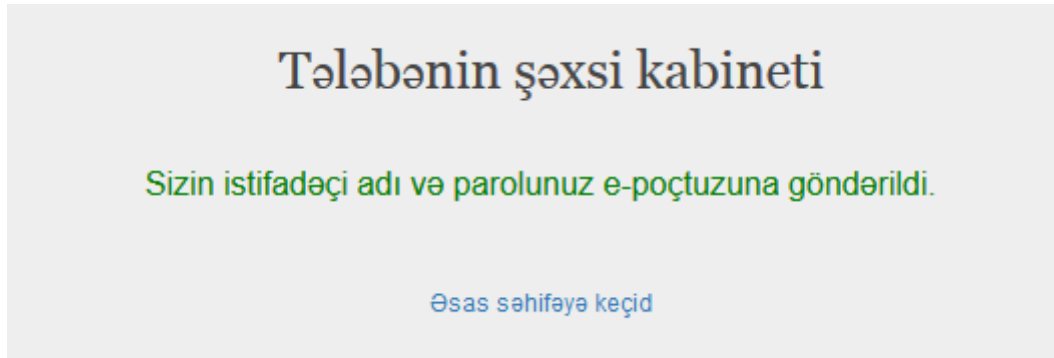 Tələbənin şəxsi kabineti
Sizin istifadəçi adı və parolunuz e-poçtuzuna göndərildi.
Əsas səhifəyə keçid